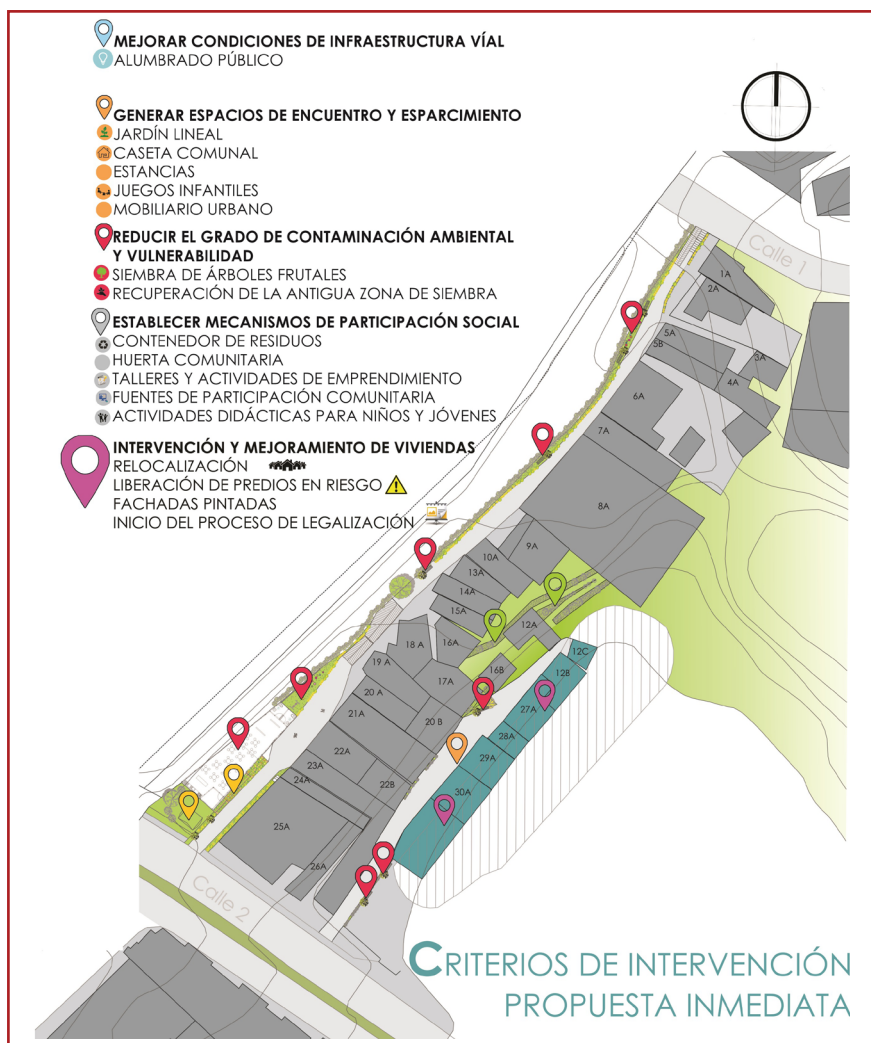 MEJORAR CONDICIONES DE INFRAESTRUCTURA VÍAL
ALUMBRADO PÚBLICO
GENERAR ESPACIOS DE ENCUENTRO Y ESPARCIMIENTO
JARDÍN LINEAL
CASETA COMUNAL
ESTANCIAS
JUEGOS INFANTILES
MOBILIARIO URBANO
REDUCIR EL GRADO DE CONTAMINACIÓN AMBIENTAL
Y VULNERABILIDAD
SIEMBRA DE ÁRBOLES FRUTALES
RECUPERACIÓN DE LA ANTIGUA ZONA DE SIEMBRA
ESTABLECER MECANISMOS DE PARTICIPACIÓN SOCIAL
CONTENEDOR DE RESIDUOS
HUERTA COMUNITARIA
TALLERES Y ACTIVIDADES DE EMPRENDIMIENTO
FUENTES DE PARTICIPACIÓN COMUNITARIA
ACTIVIDADES DIDÁCTICAS PARA NIÑOS Y JÓVENES
INTERVENCIÓN Y MEJORAMIENTO DE VIVIENDAS
RELOCALIZACIÓN
LIBERACIÓN DE PREDIOS EN RIESGO
FACHADAS PINTADAS
INICIO DEL PROCESO DE LEGALIZACIÓN
Calle 1
1A
2A
5A
5B
3A
4A
6A
7A
8A
9A
10A
13A
14A
15A
12A
16A
18 A
12C
16B
12B
19 A
17A
20 A
27A
21A
20 B
28A
22A
29A
23A
22B
24A
30A
25A
26A
Calle 2
CRITERIOS DE INTERVENCIÓN
PROPUESTA INMEDIATA